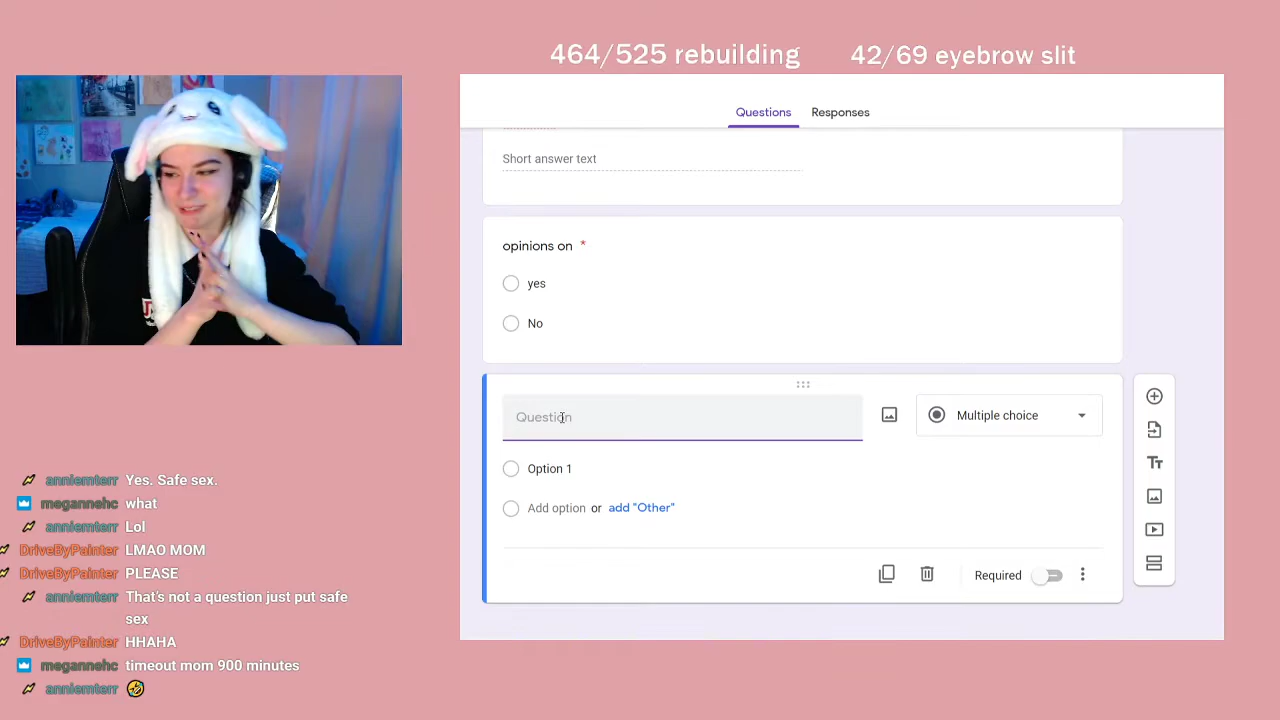 464/525 rebuilding 42/69 eyebrow slit
Questions Responses
Short answer text
opinions on *
yes
No
Question
Multiple choice
Option 1
Add option or add "Other"
Required
anniemterr Yes. Safe sex.
megannehc what
anniemterr Lol
DriveByPainter LMAO MOM
DriveByPainter PLEASE
anniemterr That's not a question just put safe
sex
DriveByPainter HHAHA
megannehc timeout mom 900 minutes
anniemterr